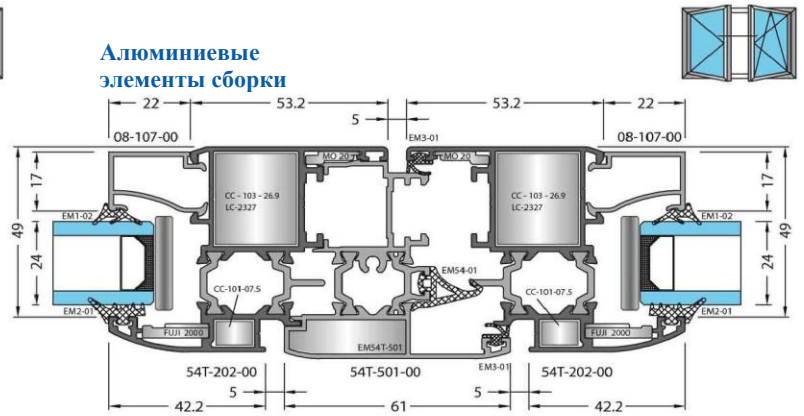 Алюминиевые
элементы сборки
22 53.2 53.2 22
5
08-107-00 EM3-01 08-107-00
MO 20 MO 20
17 17
CC - 103 - 26.9
LC-2327
CC - 103 - 26.9
LC-2327
49 49
EM1-02 EM1-02
24 24
EM54-01
CC-101-07.5 CC-101-07.5
EM2-01 EM2-01
FUJI 2000 EM54T-501 FUJI 2000
EM3-01
54T-202-00 54T-501-00 54T-202-00
5 5
42.2 61 42.2